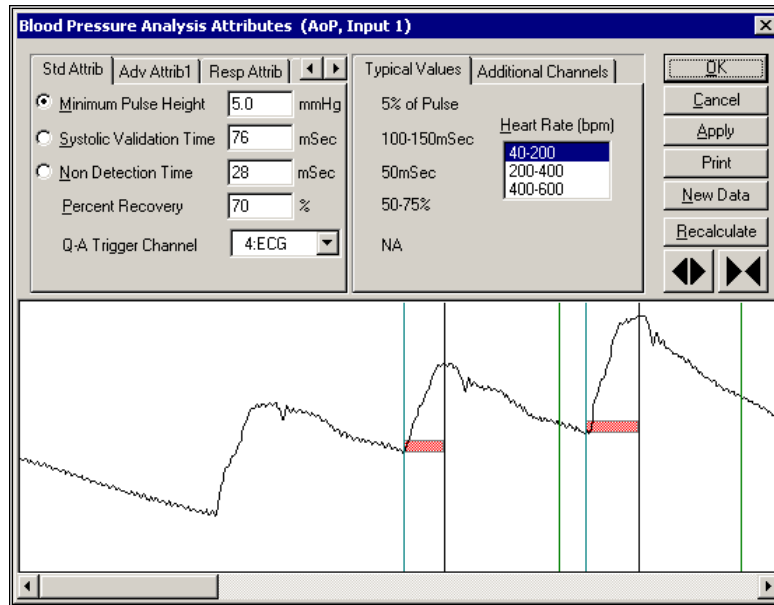 Blood Pressure Analysis Attributes (AoP, Input 1)
Std Attrib Adv Attrib1 Resp Attrib
Minimum Pulse Height 5.0 mmHg
Systolic Validation Time 76 mSec
Non Detection Time 28 mSec
Percent Recovery 70 %
Q-A Trigger Channel 4:ECG
Typical Values Additional Channels
5% of Pulse
100-150mSec
50mSec
50-75%
NA
Heart Rate (bpm)
40-200
200-400
400-600
OK
Cancel
Apply
Print
New Data
Recalculate